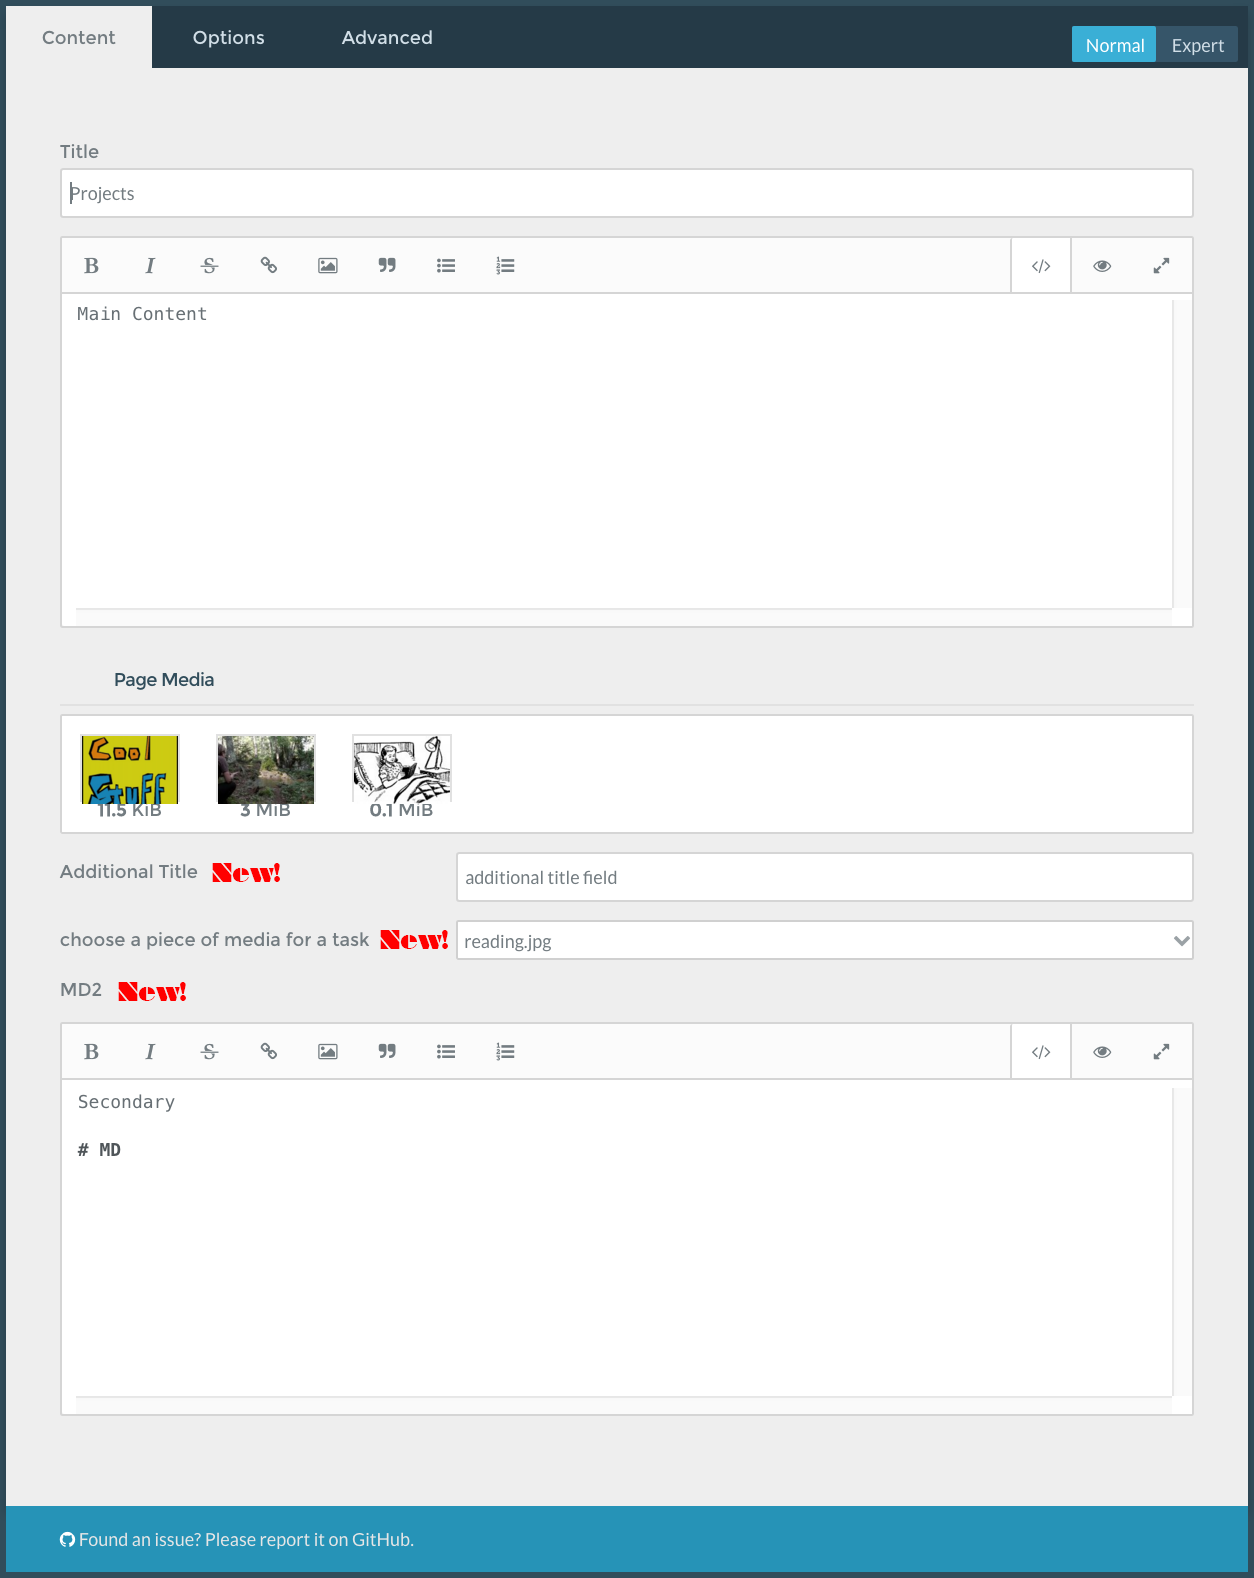 Content Options Advanced
Normal Expert
Title
Projects
B I S
Main Content
Page Media
Cool
Stuff
11.5 KiB 3 MiB 0.1 MiB
Additional Title New! additional title field
choose a piece of media for a task New! reading.jpg
MD2 New!
B I S
Secondary
# MD
Found an issue? Please report it on GitHub.